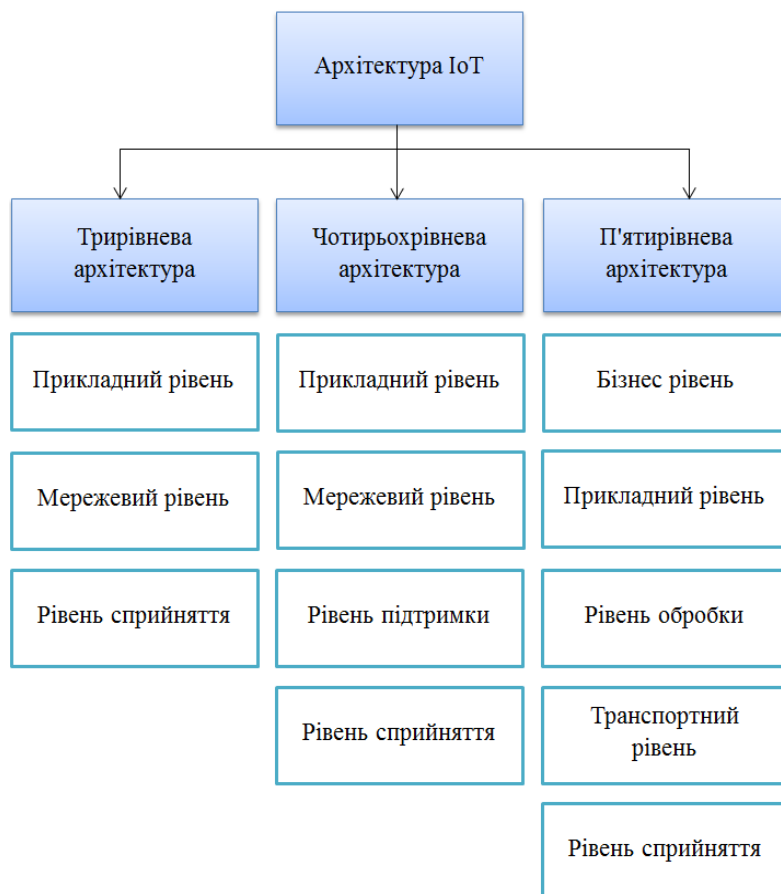 Архітектура IoT
Трирівнева
архітектура
Чотирьохрівнева
архітектура
П'ятирівнева
архітектура
Прикладний рівень
Мережевий рівень
Рівень сприйняття
Прикладний рівень
Мережевий рівень
Рівень підтримки
Рівень сприйняття
Бізнес рівень
Прикладний рівень
Рівень обробки
Транспортний
рівень
Рівень сприйняття